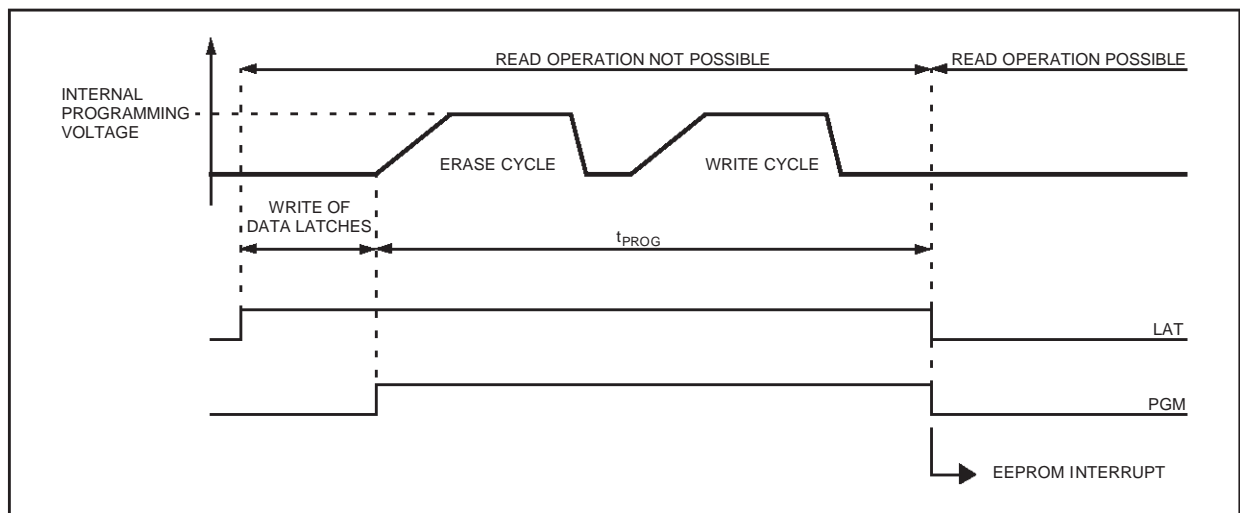 READ OPERATION NOT POSSIBLE
READ OPERATION POSSIBLE
INTERNAL
PROGRAMMING
VOLTAGE
ERASE CYCLE
WRITE CYCLE
WRITE OF
DATA LATCHES
tPROG
LAT
PGM
EEPROM INTERRUPT